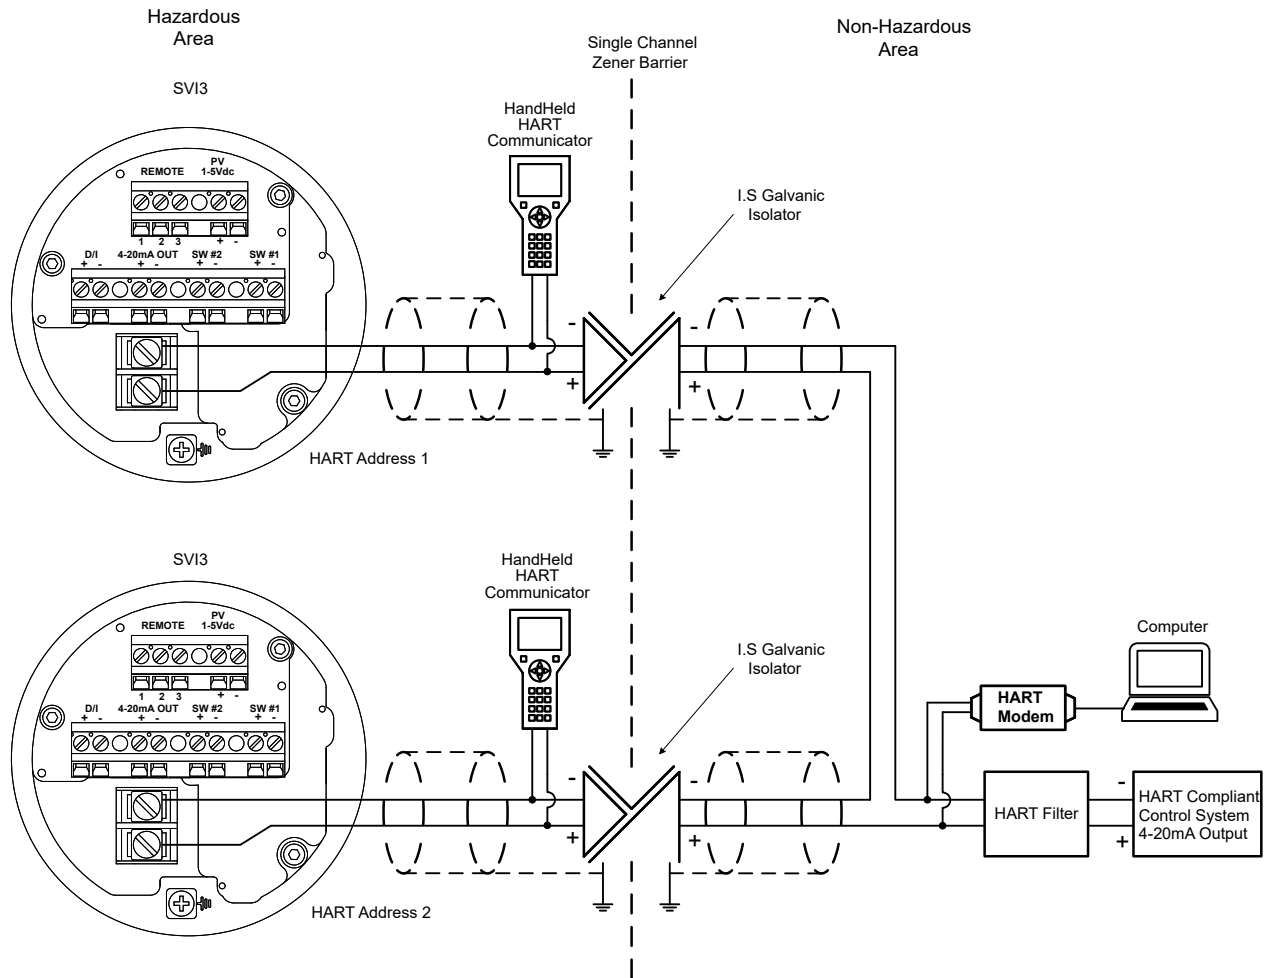 Hazardous
Area
Single Channel
Zener Barrier
Non-Hazardous
Area
SVI3
HandHeld
HART
Communicator
PV
REMOTE 1-5Vdc
1 2 3 + -
D/I 4-20mA OUT SW #2 SW #1
+ - + - + - + -
I.S Galvanic
Isolator
- -
+ +
HART Address 1
SVI3
HandHeld
HART
Communicator
PV
REMOTE 1-5Vdc
1 2 3 + -
D/I 4-20mA OUT SW #2 SW #1
+ - + - + - + -
I.S Galvanic
Isolator
- -
+ +
HART Address 2
Computer
HART
Modem
HART Filter
-
+
HART Compliant
Control System
4-20mA Output